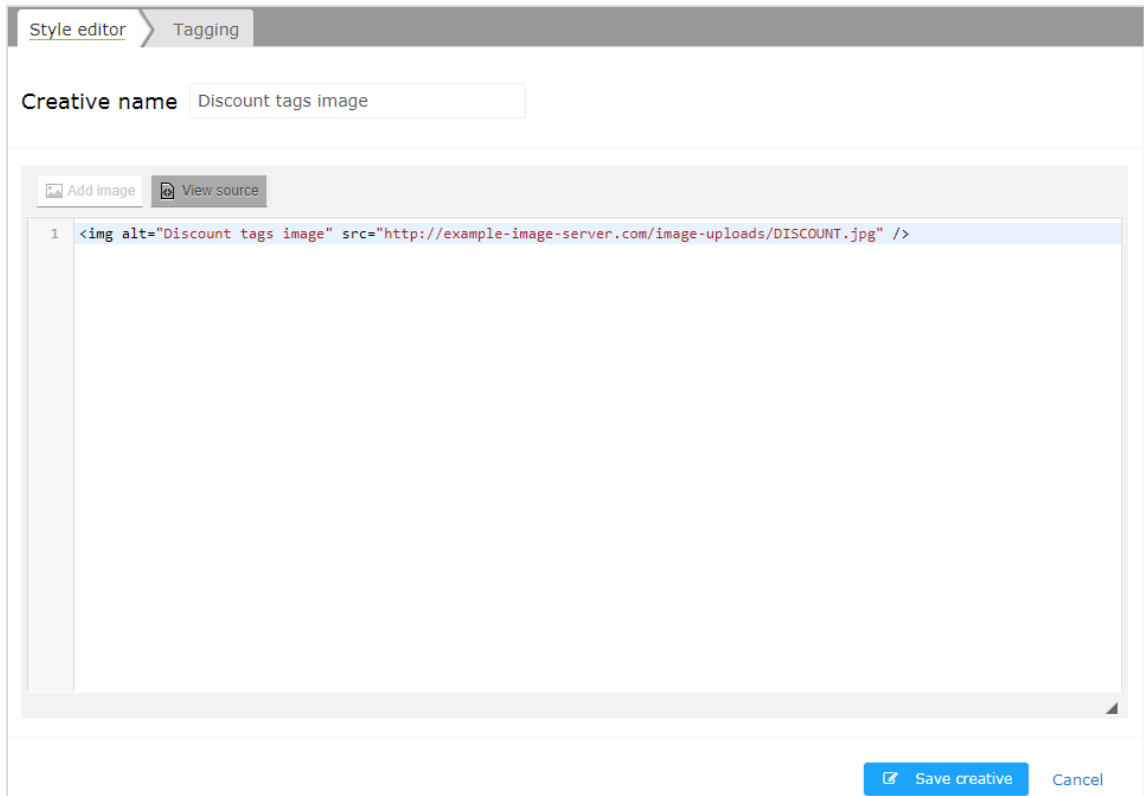 Style editor Tagging
Creative name Discount tags image
Add image View source
1 <img alt="Discount tags image" src="http://example-image-server.com/image-uploads/DISCOUNT.jpg" />
Save creative Cancel